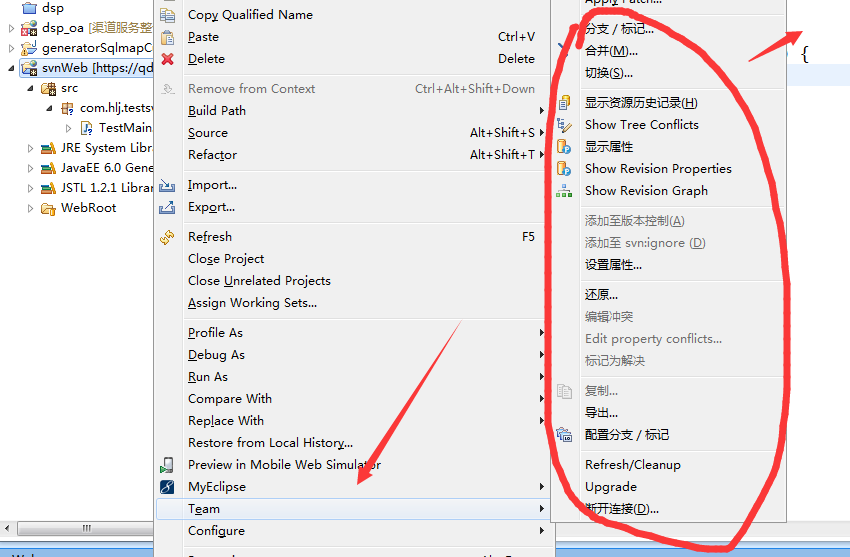 dsp
dsp_oa [渠道服务整
generatorSqlmapC
svnWeb [https://qd
src
com.hlj.tests
TestMain
JRE System Libr
JavaEE 6.0 Gene
JSTL 1.2.1 Librar
WebRoot
Copy Qualified Name
Paste Ctrl+V
Delete Delete
Remove from Context Ctrl+Alt+Shift+Down
Build Path
Source Alt+Shift+S
Refactor Alt+Shift+T
Import...
Export...
Refresh F5
Close Project
Close Unrelated Projects
Assign Working Sets...
Profile As
Debug As
Run As
Compare With
Replace With
Restore from Local History...
Preview in Mobile Web Simulator
MyEclipse
Team
Configure
Apply Patch...
分支 / 标记...
合并(M)...
切换(S)...
显示资源历史记录(H)
Show Tree Conflicts
显示属性
Show Revision Properties
Show Revision Graph
添加至版本控制(A)
添加至 svn:ignore (D)
设置属性...
还原...
编辑冲突
Edit property conflicts...
标记为解决
复制...
导出...
配置分支 / 标记
Refresh/Cleanup
Upgrade
断开连接(D)...
{